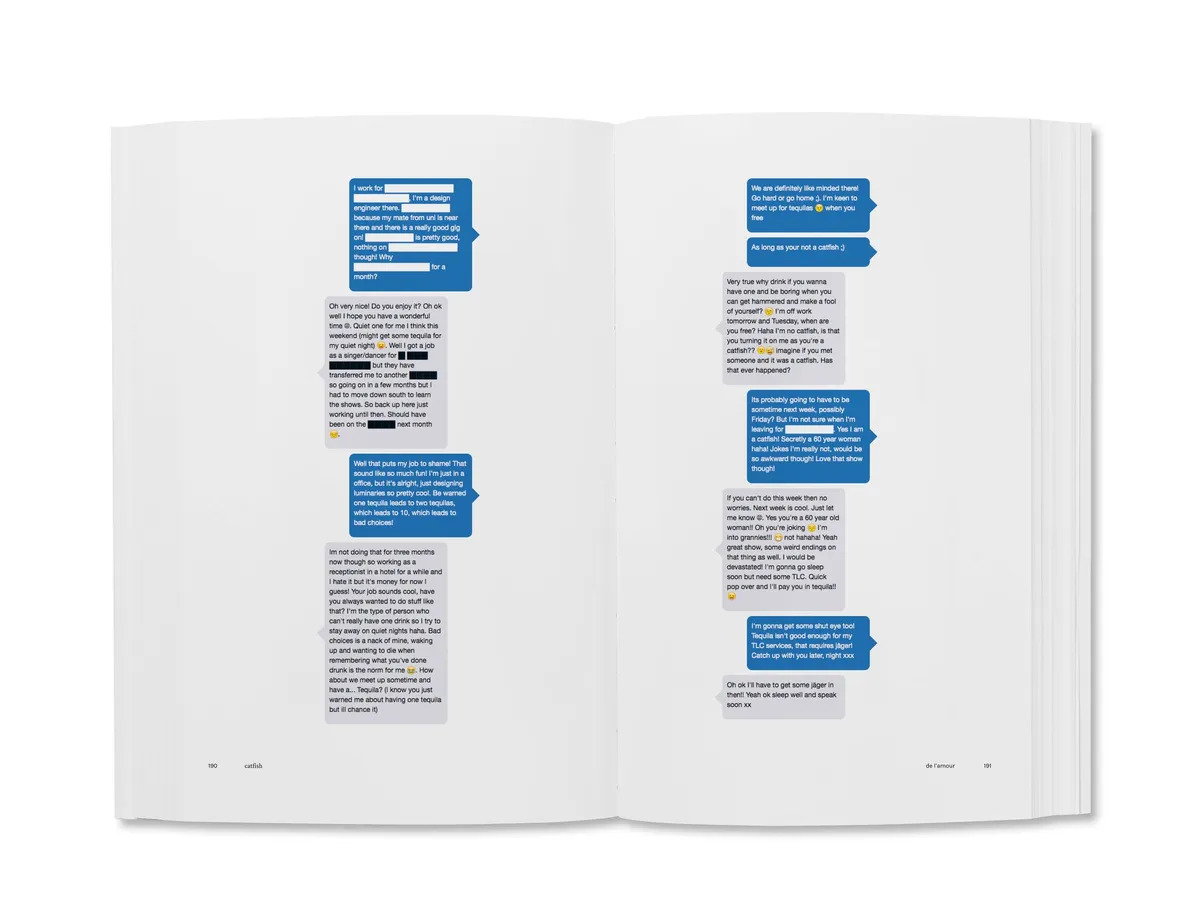 I work for
, I'm a design
engineer there.
because my mate from uni is near
there and there is a really good gig
on! is pretty good,
nothing on
though! Why
for a
month?
Oh very nice! Do you enjoy it? Oh ok
well I hope you have a wonderful
time ☺. Quiet one for me I think this
weekend (might get some tequila for
my quiet night) 😛. Well I got a job
as a singer/dancer for
but they have
transferred me to another
so going on in a few months but I
had to move down south to learn
the shows. So back up here just
working until then. Should have
been on the next month
.
Well that puts my job to shame! That
sound like so much fun! I'm just in a
office, but it's alright, just designing
luminaries so pretty cool. Be warned
one tequila leads to two tequilas,
which leads to 10, which leads to
bad choices!
Im not doing that for three months
now though so working as a
receptionist in a hotel for a while and
I hate it but it's money for now I
guess! Your job sounds cool, have
you always wanted to do stuff like
that? I'm the type of person who
can't really have one drink so I try to
stay away on quiet nights haha. Bad
choices is a nack of mine, waking
up and wanting to die when
remembering what you've done
drunk is the norm for me 😂. How
about we meet up sometime and
have a... Tequila? (I know you just
warned me about having one tequila
but ill chance it)
190 catfish
We are definitely like minded there!
Go hard or go home ;). I'm keen to
meet up for tequilas when you
free
As long as your not a catfish ;)
Very true why drink if you wanna
have one and be boring when you
can get hammered and make a fool
of yourself? I'm off work
tomorrow and Tuesday, when are
you free? Haha I'm no catfish, is that
you turning it on me as you're a
catfish?? imagine if you met
someone and it was a catfish. Has
that ever happened?
Its probably going to have to be
sometime next week, possibly
Friday? But I'm not sure when I'm
leaving for . Yes I am
a catfish! Secretly a 60 year woman
haha! Jokes I'm really not, would be
so awkward though! Love that show
though!
If you can't do this week then no
worries. Next week is cool. Just let
me know ☺. Yes you're a 60 year old
woman!! Oh you're joking I'm
into grannies!!! 😁 not hahaha! Yeah
great show, some weird endings on
that thing as well. I would be
devastated! I'm gonna go sleep
soon but need some TLC. Quick
pop over and I'll pay you in tequila!!
😛
I'm gonna get some shut eye too!
Tequila isn't good enough for my
TLC services, that requires jäger!
Catch up with you later, night xxx
Oh ok I'll have to get some jäger in
then!! Yeah ok sleep well and speak
soon xx
de l'amour 191